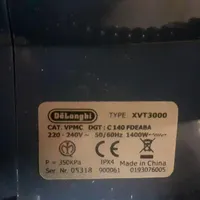 DeLonghi TYPE XVT3000
CAT. VPMC DGT: C 140 FDEABA
220-240V~ 50/60Hz 1400W
P = 350KPa IPX4 Made in China
Ser. Nr. 05318 900061 0193076005